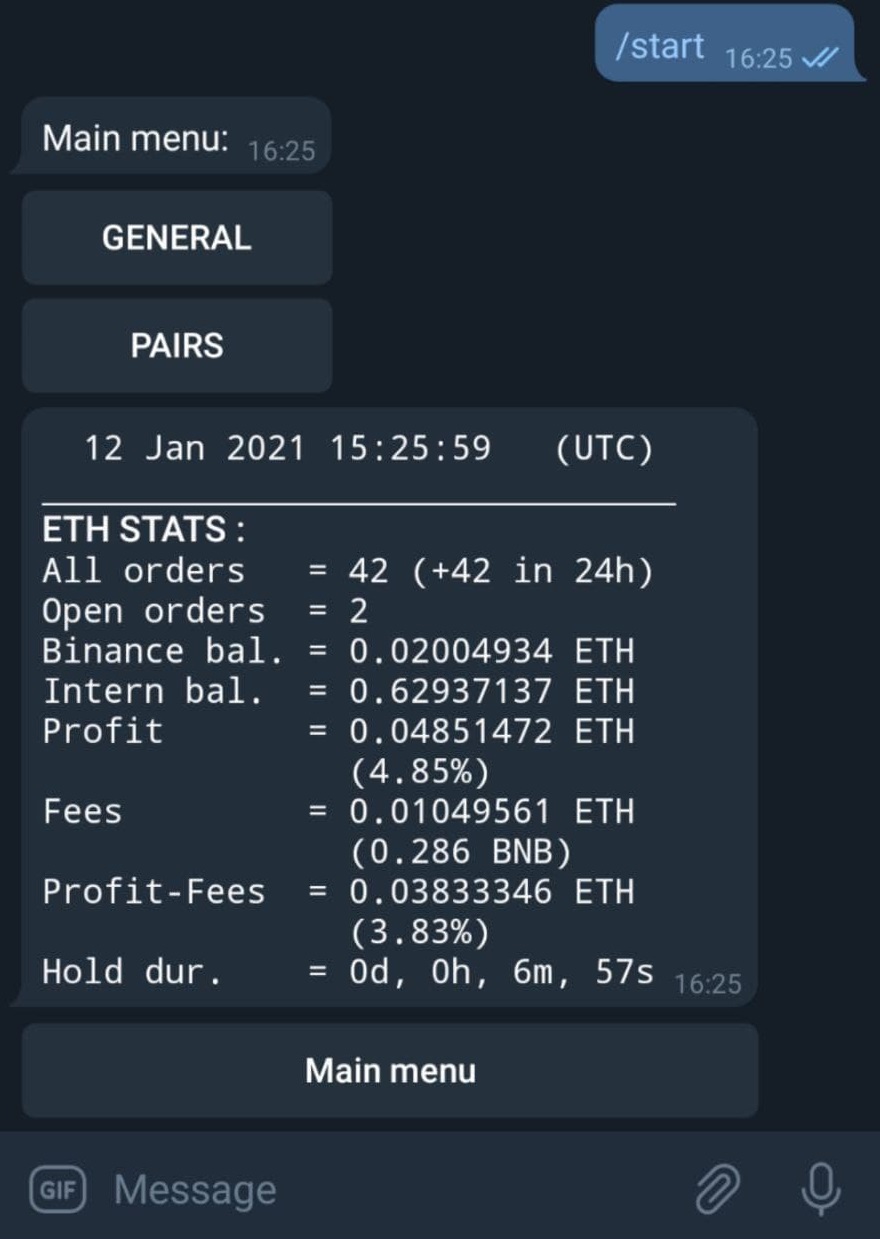 /start 16:25
Main menu: 16:25
GENERAL
PAIRS
12 Jan 2021 15:25:59 (UTC)
ETH STATS :
All orders = 42 (+42 in 24h)
Open orders = 2
Binance bal. = 0.02004934 ETH
Intern bal. = 0.62937137 ETH
Profit = 0.04851472 ETH
(4.85%)
Fees = 0.01049561 ETH
(0.286 BNB)
Profit-Fees = 0.03833346 ETH
(3.83%)
Hold dur. = 0d, 0h, 6m, 57s 16:25
Main menu
GIF Message